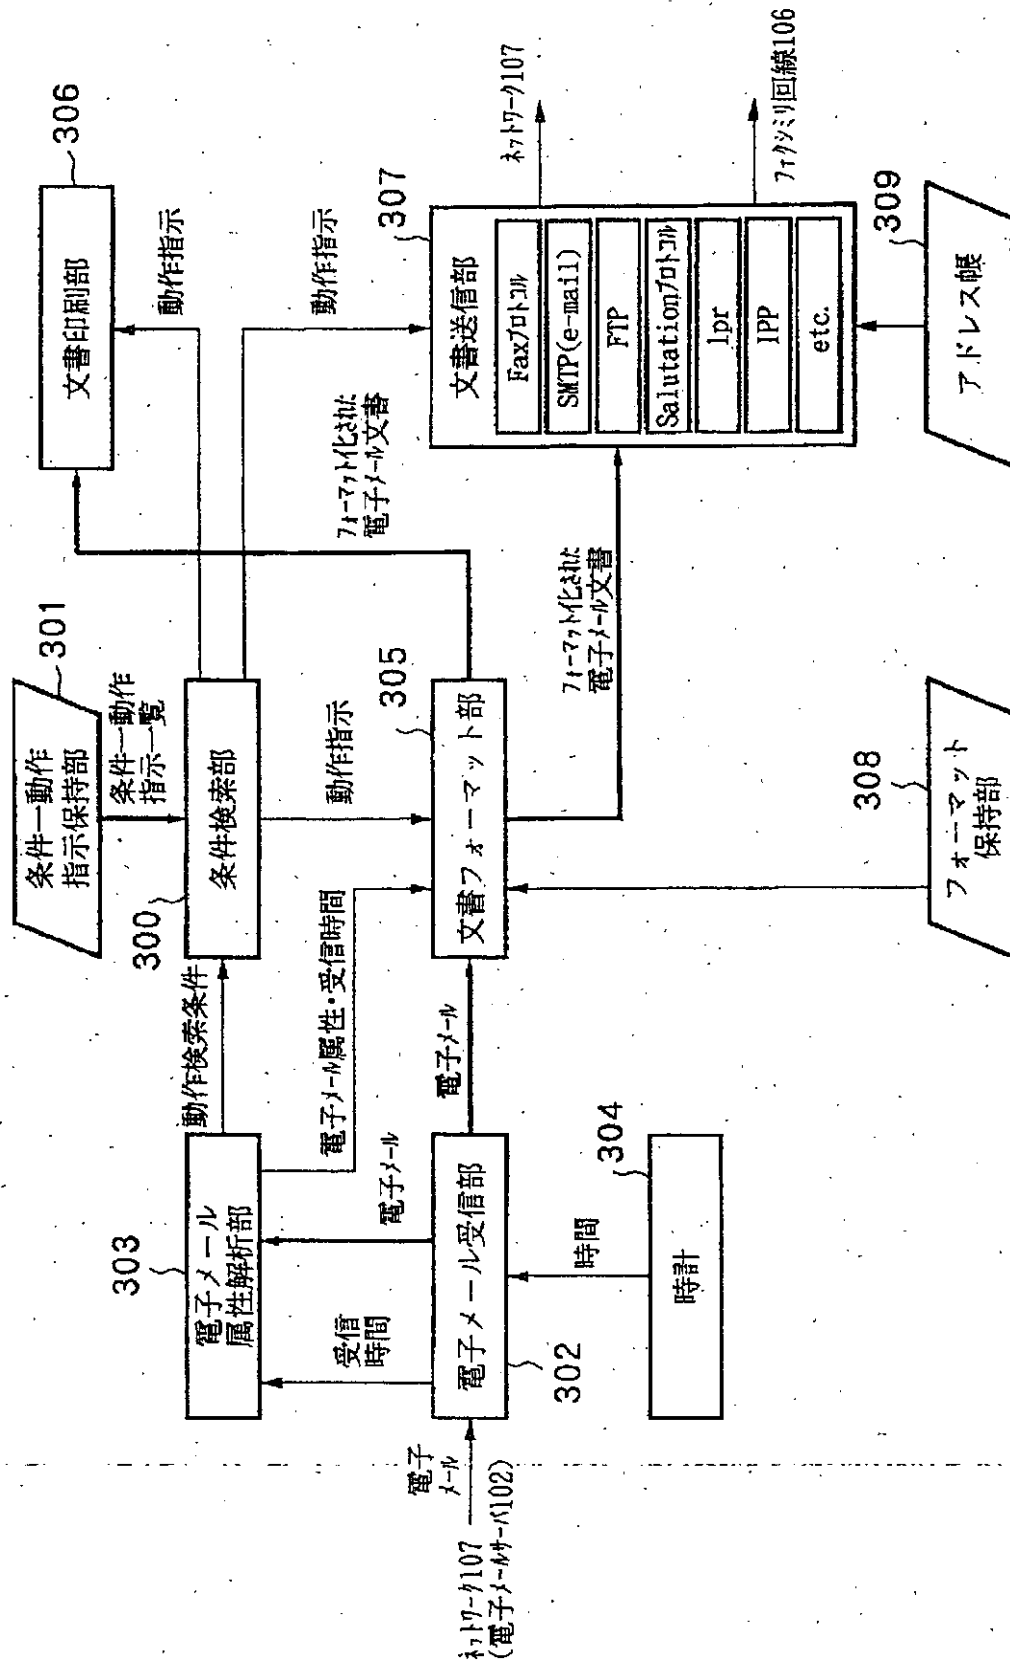 ネットワーク107
(電子メールサーバ102)
電子
メール
303
電子メール
属性解析部
受信
時間
電子メール
302
電子メール受信部
時間
304
時計
動作検索条件
電子メール属性・受信時間
電子メール
301
条件ー動作
指示保持部
条件ー動作
指示一覧
300
条件検索部
動作指示
305
文書フォーマット部
308
フォーマット
保持部
フォーマット化された
電子メール文書
フォーマット化された
電子メール文書
306
文書印刷部
動作指示
動作指示
307
文書送信部
Faxプロトコル
SMTP(e-mail)
FTP
Salutationプロトコル
lpr
IPP
etc.
309
アドレス帳
ネットワーク107
ファクシミリ回線106